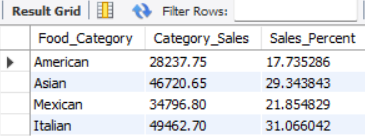 Result Grid Filter Rows:
Food_Category Category_Sales Sales_Percent
American 28237.75 17.735286
Asian 46720.65 29.343843
Mexican 34796.80 21.854829
Italian 49462.70 31.066042